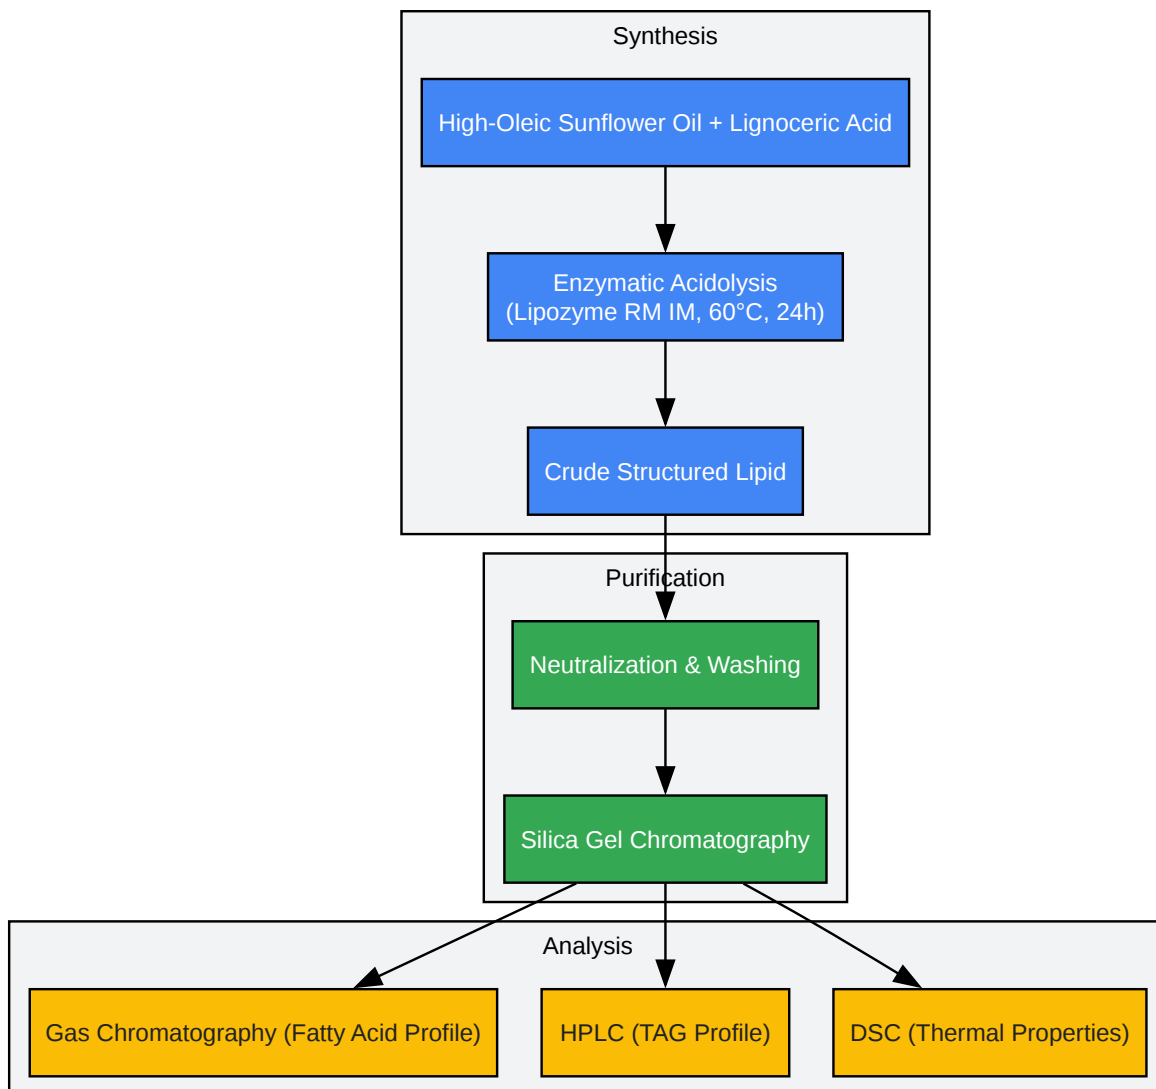 Synthesis
High-Oleic Sunflower Oil + Lignoceric Acid
Enzymatic Acidolysis
(Lipozyme RM IM, 60°C, 24h)
Crude Structured Lipid
Purification
Neutralization & Washing
Silica Gel Chromatography
Analysis
Gas Chromatography (Fatty Acid Profile)
HPLC (TAG Profile)
DSC (Thermal Properties)